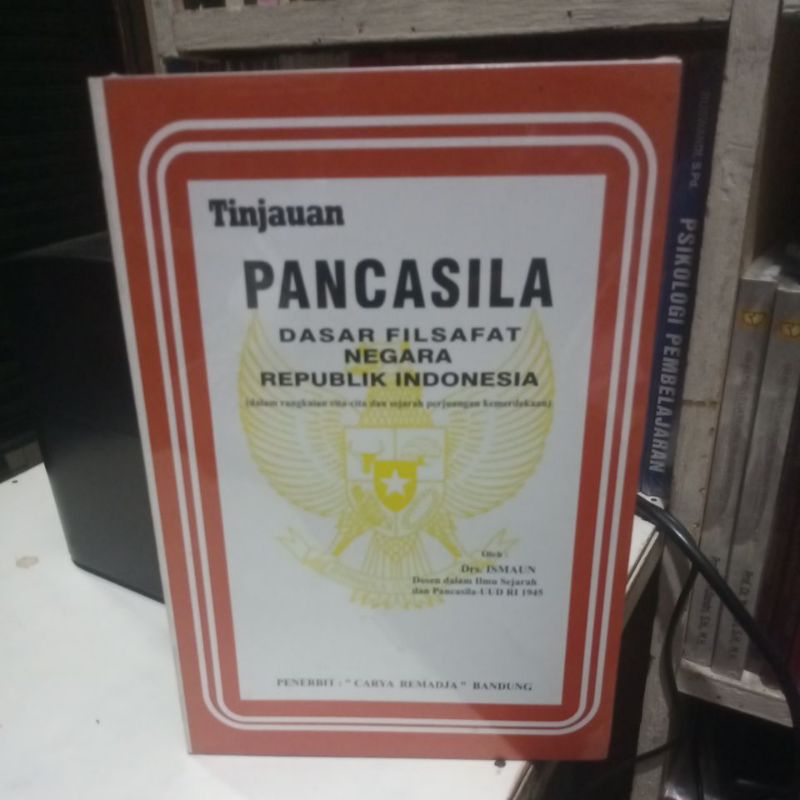 Tinjauan
PANCASILA
DASAR FILSAFAT
NEGARA
REPUBLIK INDONESIA
(dalam rangkaian cita-cita dan sejarah perjuangan kemerdekaan)
Oleh :
Drs. ISMAUN
Dosen dalam Ilmu Sejarah
dan Pancasila-UUD RI 1945
PENERBIT : "CARYA REMADJA" BANDUNG
S.Pd.
PSIKOLOGI PEMBELAJARAN